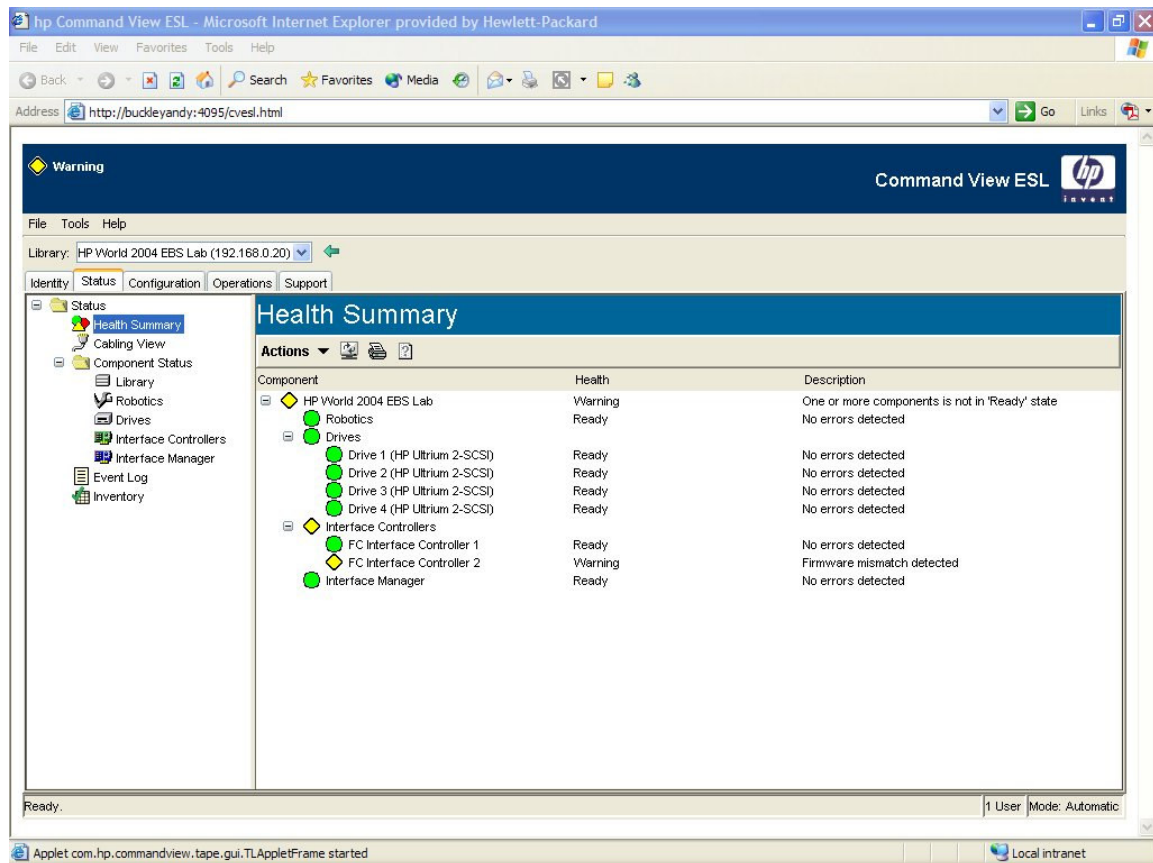 hp Command View ESL - Microsoft Internet Explorer provided by Hewlett-Packard
File Edit View Favorites Tools Help
Back Search Favorites Media
Address http://buckleyandy:4095/cvesl.html Go Links
Warning
Command View ESL
hp
invent
File Tools Help
Library: HP World 2004 EBS Lab (192.168.0.20)
Identity Status Configuration Operations Support
Status
Health Summary
Cabling View
Component Status
Library
Robotics
Drives
Interface Controllers
Interface Manager
Event Log
Inventory
Health Summary
Actions
Component Health Description
HP World 2004 EBS Lab Warning One or more components is not in 'Ready' state
Robotics Ready No errors detected
Drives
Drive 1 (HP Ultrium 2-SCSI) Ready No errors detected
Drive 2 (HP Ultrium 2-SCSI) Ready No errors detected
Drive 3 (HP Ultrium 2-SCSI) Ready No errors detected
Drive 4 (HP Ultrium 2-SCSI) Ready No errors detected
Interface Controllers
FC Interface Controller 1 Ready No errors detected
FC Interface Controller 2 Warning Firmware mismatch detected
Interface Manager Ready No errors detected
Ready. 1 User Mode: Automatic
Applet com.hp.commandview.tape.gui.TLAppletFrame started Local intranet